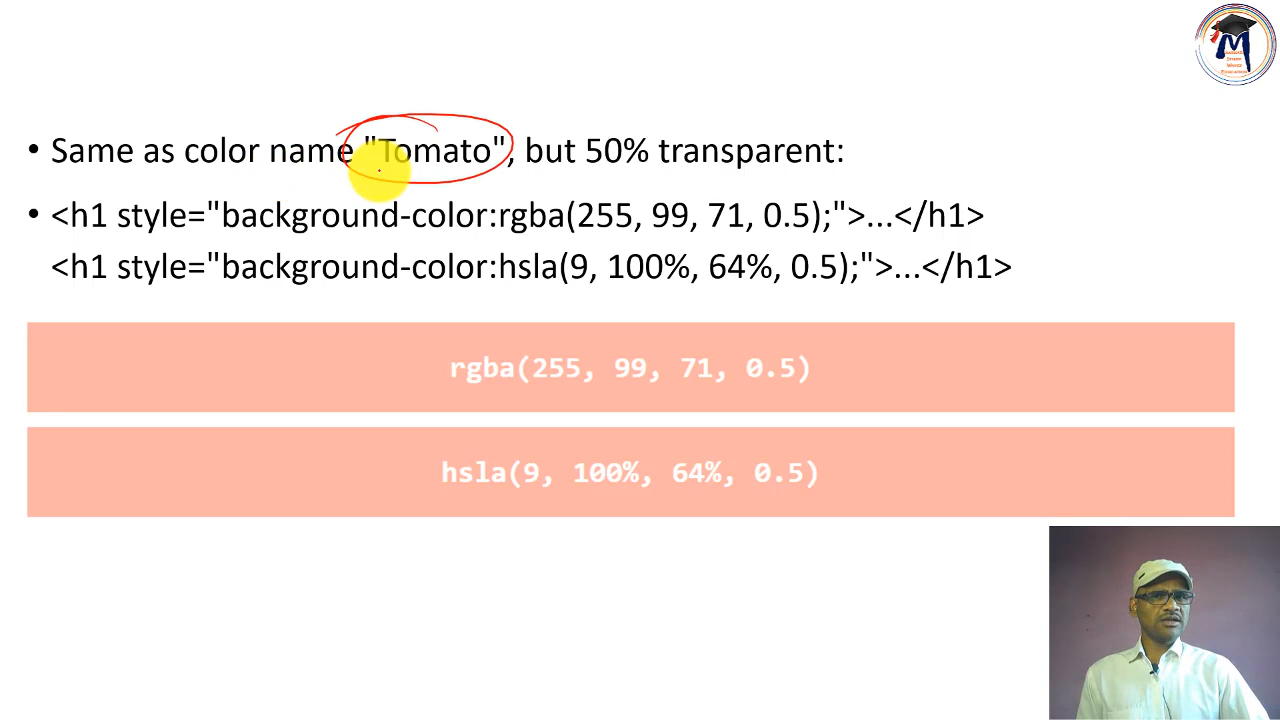 • Same as color name "Tomato", but 50% transparent:
• <h1 style="background-color:rgba(255, 99, 71, 0.5);">...</h1>
<h1 style="background-color:hsla(9, 100%, 64%, 0.5);">...</h1>
rgba(255, 99, 71, 0.5)
hsla(9, 100%, 64%, 0.5)